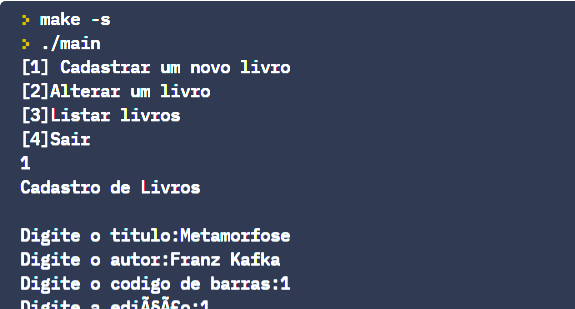 > make -s
> ./main
[1] Cadastrar um novo livro
[2]Alterar um livro
[3]Listar livros
[4]Sair
1
Cadastro de Livros
Digite o titulo:Metamorfose
Digite o autor:Franz Kafka
Digite o codigo de barras:1
Digite a ediÃ§Ã£o:1